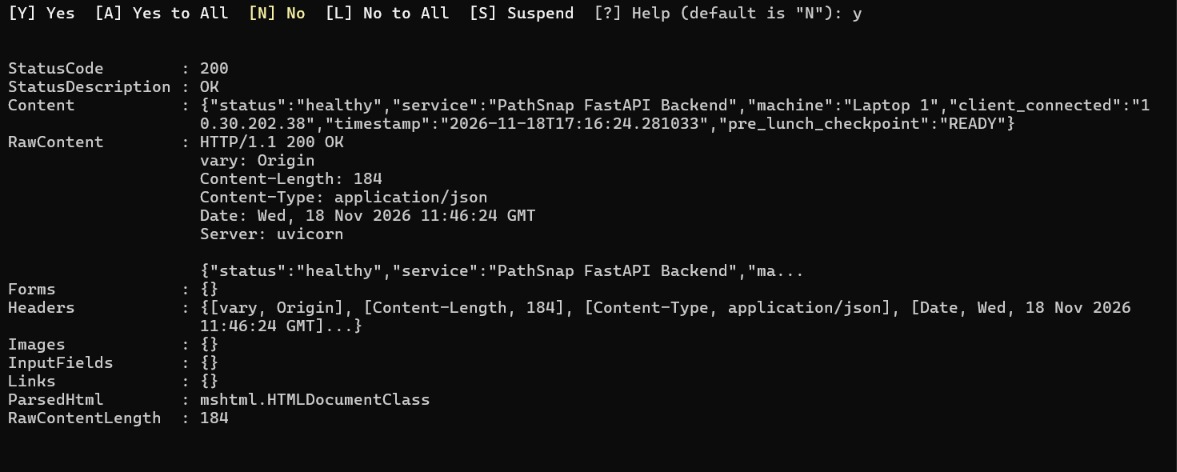 [Y] Yes  [A] Yes to All  [N] No  [L] No to All  [S] Suspend  [?] Help (default is "N"): y
StatusCode        : 200
StatusDescription : OK
Content           : {"status":"healthy","service":"PathSnap FastAPI Backend","machine":"Laptop 1","client_connected":"1
                    0.30.202.38","timestamp":"2026-11-18T17:16:24.281033","pre_lunch_checkpoint":"READY"}
RawContent        : HTTP/1.1 200 OK
                    vary: Origin
                    Content-Length: 184
                    Content-Type: application/json
                    Date: Wed, 18 Nov 2026 11:46:24 GMT
                    Server: uvicorn
                    {"status":"healthy","service":"PathSnap FastAPI Backend","ma...
Forms             : {}
Headers           : {[vary, Origin], [Content-Length, 184], [Content-Type, application/json], [Date, Wed, 18 Nov 2026
                    11:46:24 GMT]...}
Images            : {}
InputFields       : {}
Links             : {}
ParsedHtml        : mshtml.HTMLDocumentClass
RawContentLength  : 184